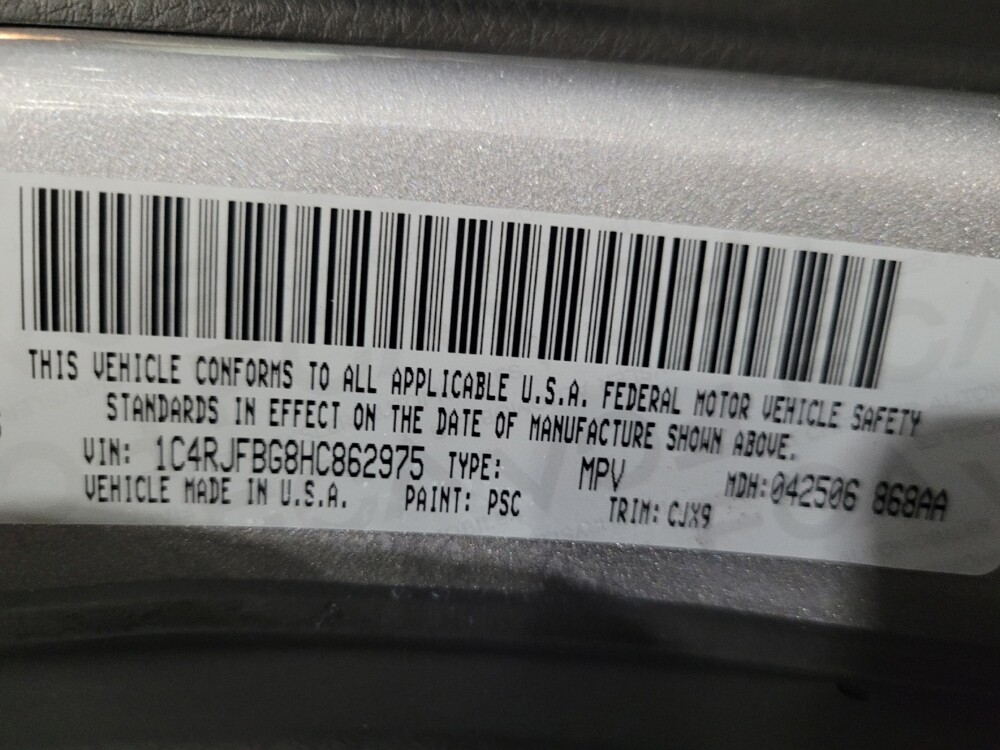 THIS VEHICLE CONFORMS TO ALL APPLICABLE U.S.A. FEDERAL MOTOR VEHICLE SAFETY
STANDARDS IN EFFECT ON THE DATE OF MANUFACTURE SHOWN ABOVE.
VIN: 1C4RJFBG8HC862975 TYPE: MPV MDH:042506 868AA
VEHICLE MADE IN U.S.A. PAINT: PSC TRIM: CJX9